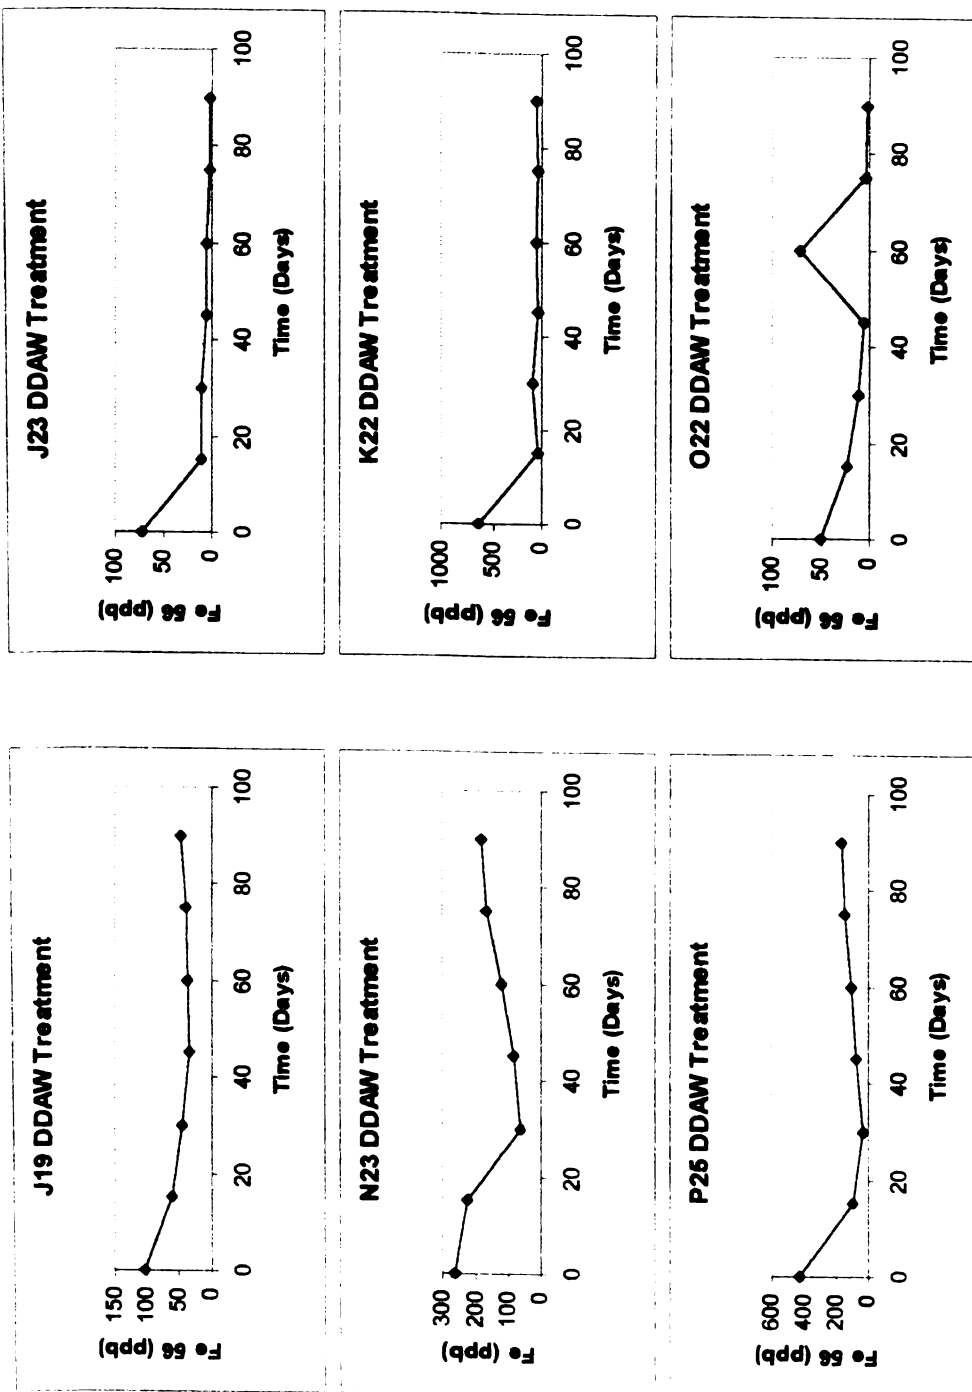 J19 DDAW Treatment
Fe 56 (ppb)
150
100
50
0
0 20 40 60 80 100
Time (Days)
J23 DDAW Treatment
Fe 56 (ppb)
100
50
0
0 20 40 60 80 100
Time (Days)
N23 DDAW Treatment
Fe (ppb)
300
200
100
0
0 20 40 60 80 100
Time (Days)
K22 DDAW Treatment
Fe 56 (ppb)
1000
500
0
0 20 40 60 80 100
Time (Days)
P25 DDAW Treatment
Fe 56 (ppb)
600
400
200
0
0 20 40 60 80 100
Time (Days)
O22 DDAW Treatment
Fe 56 (ppb)
100
50
0
0 20 40 60 80 100
Time (Days)